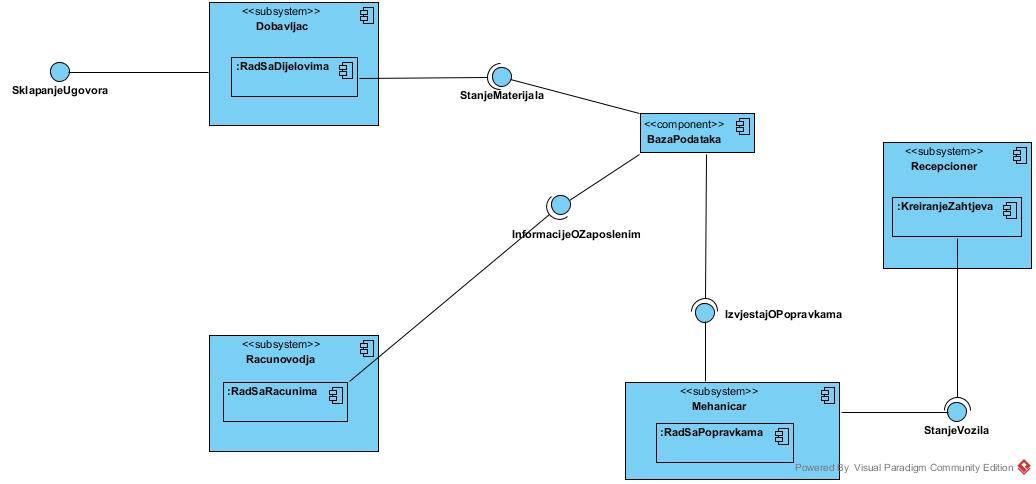 <<subsystem>>
Dobavljac
:RadSaDijelovima
SklapanjeUgovora
StanjeMaterijala
<<component>>
BazaPodataka
<<subsystem>>
Recepcioner
:KreiranjeZahtjeva
InformacijeOZaposlenim
IzvjestajOPopravkama
<<subsystem>>
Racunovodja
:RadSaRacunima
<<subsystem>>
Mehanicar
:RadSaPopravkama
StanjeVozila
Powered By Visual Paradigm Community Edition